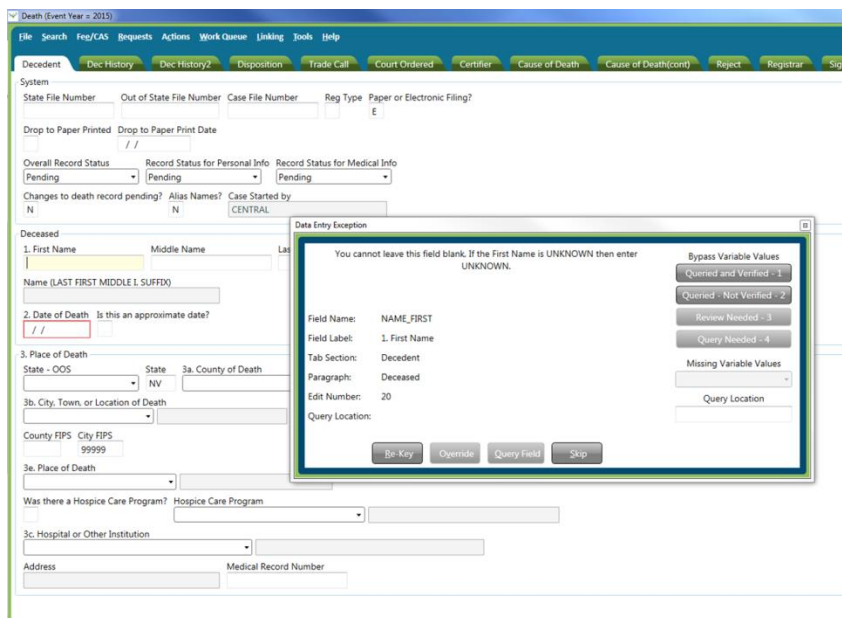 Death (Event Year = 2015)
File Search Fee/CAS Requests Actions Work Queue Linking Tools Help
Decedent Dec History Dec History2 Disposition Trade Call Court Ordered Certifier Cause of Death Cause of Death(cont) Reject Registrar Sig
System
State File Number Out of State File Number Case File Number Reg Type Paper or Electronic Filing?
E
Drop to Paper Printed Drop to Paper Print Date
/ /
Overall Record Status Record Status for Personal Info Record Status for Medical Info
Pending Pending Pending
Changes to death record pending? Alias Names? Case Started by
N N CENTRAL
Deceased
1. First Name Middle Name Las
Name (LAST FIRST MIDDLE I. SUFFIX)
2. Date of Death Is this an approximate date?
/ /
3. Place of Death
State - OOS State 3a. County of Death
NV
3b. City, Town, or Location of Death
County FIPS City FIPS
99999
3e. Place of Death
Was there a Hospice Care Program? Hospice Care Program
3c. Hospital or Other Institution
Address Medical Record Number
Data Entry Exception
You cannot leave this field blank. If the First Name is UNKNOWN then enter
UNKNOWN.
Field Name: NAME_FIRST
Field Label: 1. First Name
Tab Section: Decedent
Paragraph: Deceased
Edit Number: 20
Query Location:
Bypass Variable Values
Queried and Verified - 1
Queried - Not Verified - 2
Review Needed - 3
Query Needed - 4
Missing Variable Values
Query Location
Re-Key Override Query Field Skip